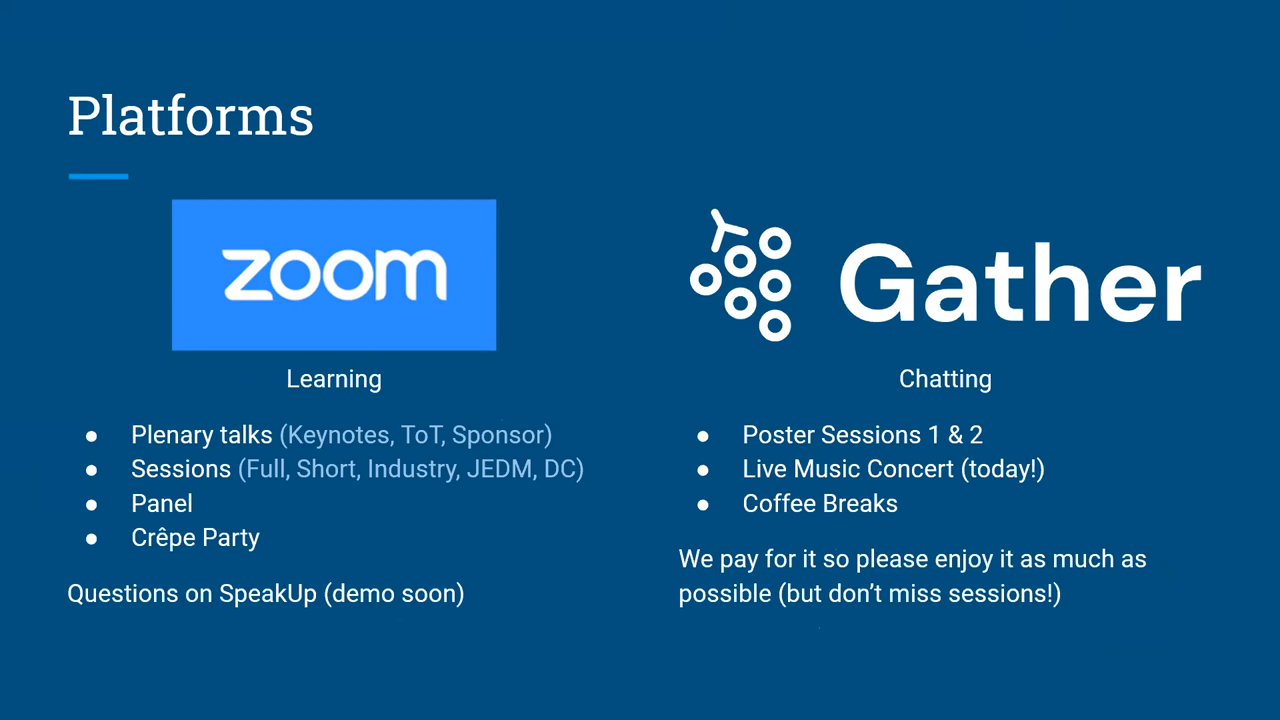 Platforms
zoom
Learning
● Plenary talks (Keynotes, ToT, Sponsor)
● Sessions (Full, Short, Industry, JEDM, DC)
● Panel
● Crêpe Party
Questions on SpeakUp (demo soon)
Gather
Chatting
● Poster Sessions 1 & 2
● Live Music Concert (today!)
● Coffee Breaks
We pay for it so please enjoy it as much as
possible (but don’t miss sessions!)